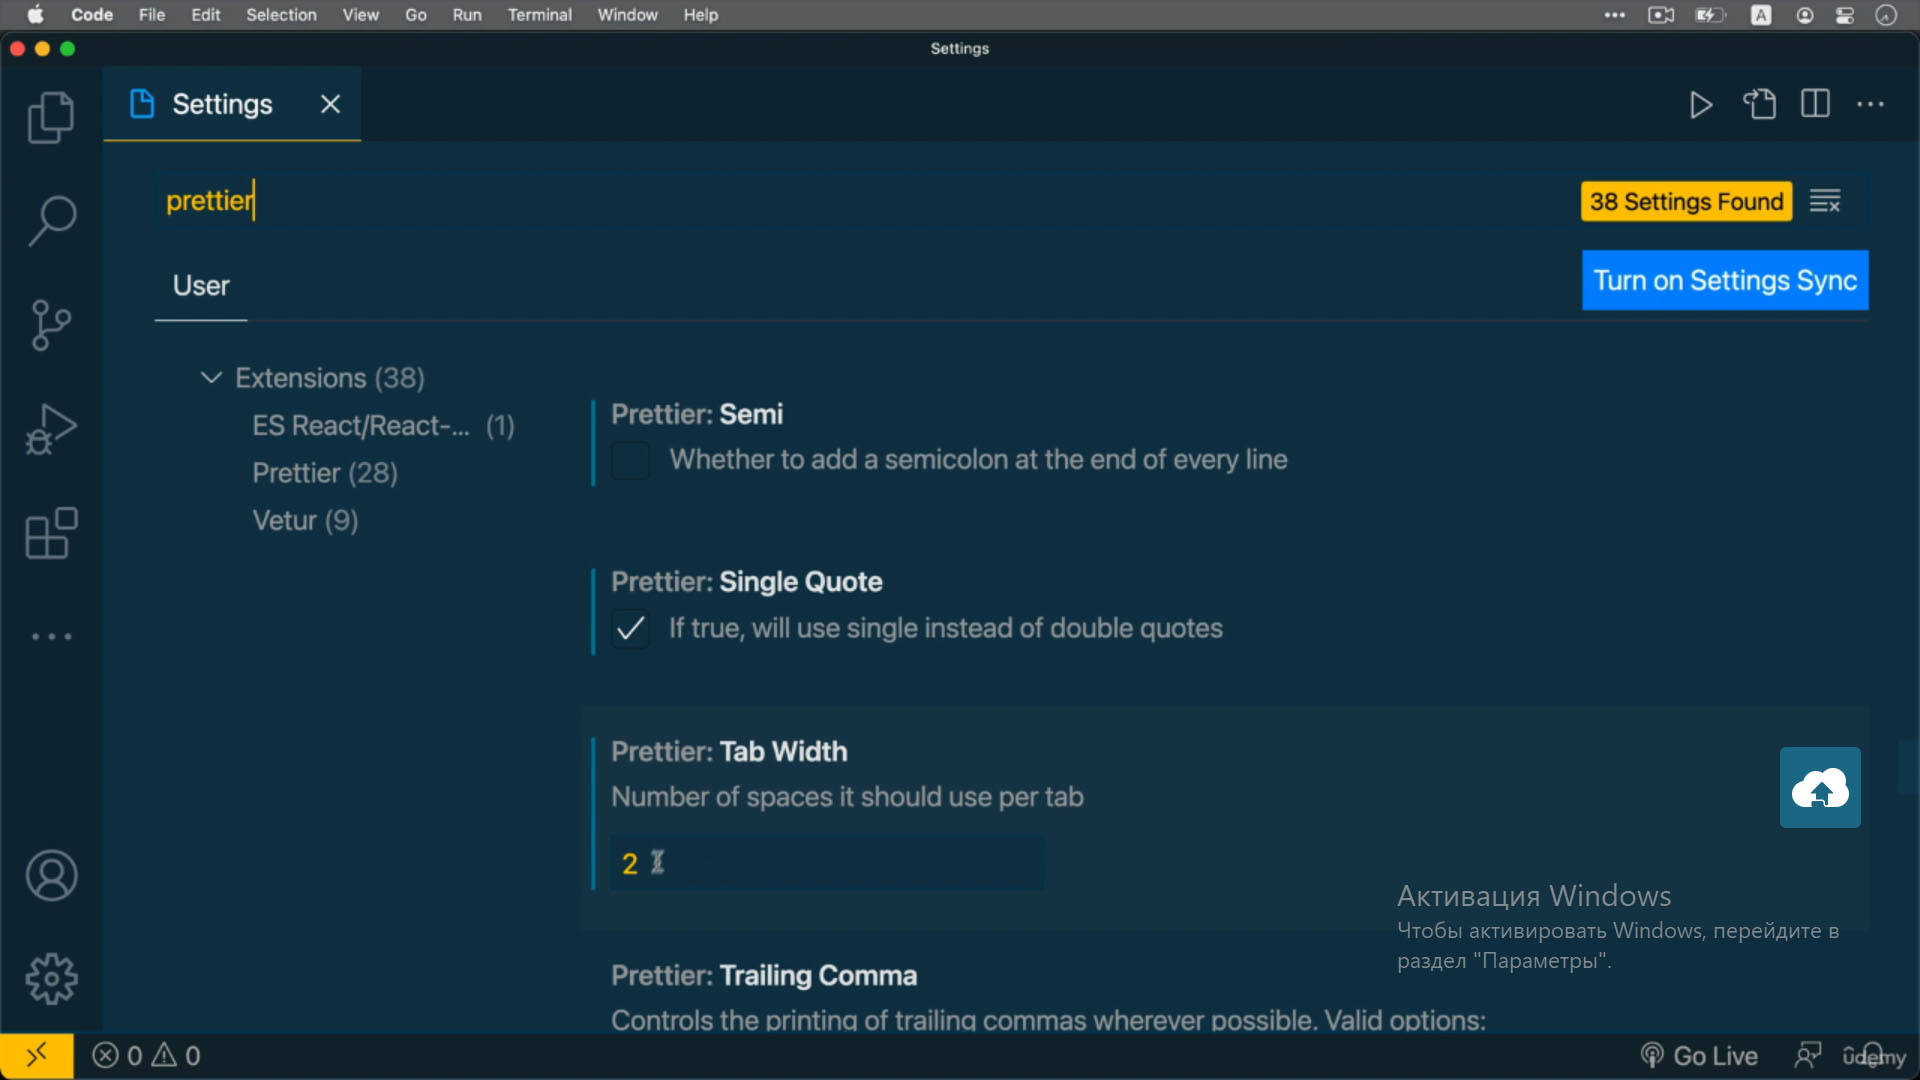 Code File Edit Selection View Go Run Terminal Window Help
A
Settings
Settings
prettier
38 Settings Found
User
Turn on Settings Sync
Extensions (38)
ES React/React-... (1)
Prettier (28)
Vetur (9)
Prettier: Semi
Whether to add a semicolon at the end of every line
Prettier: Single Quote
If true, will use single instead of double quotes
Prettier: Tab Width
Number of spaces it should use per tab
2
Prettier: Trailing Comma
Controls the printing of trailing commas wherever possible. Valid options:
Активация Windows
Чтобы активировать Windows, перейдите в
раздел "Параметры".
0 0
Go Live
ûdemy